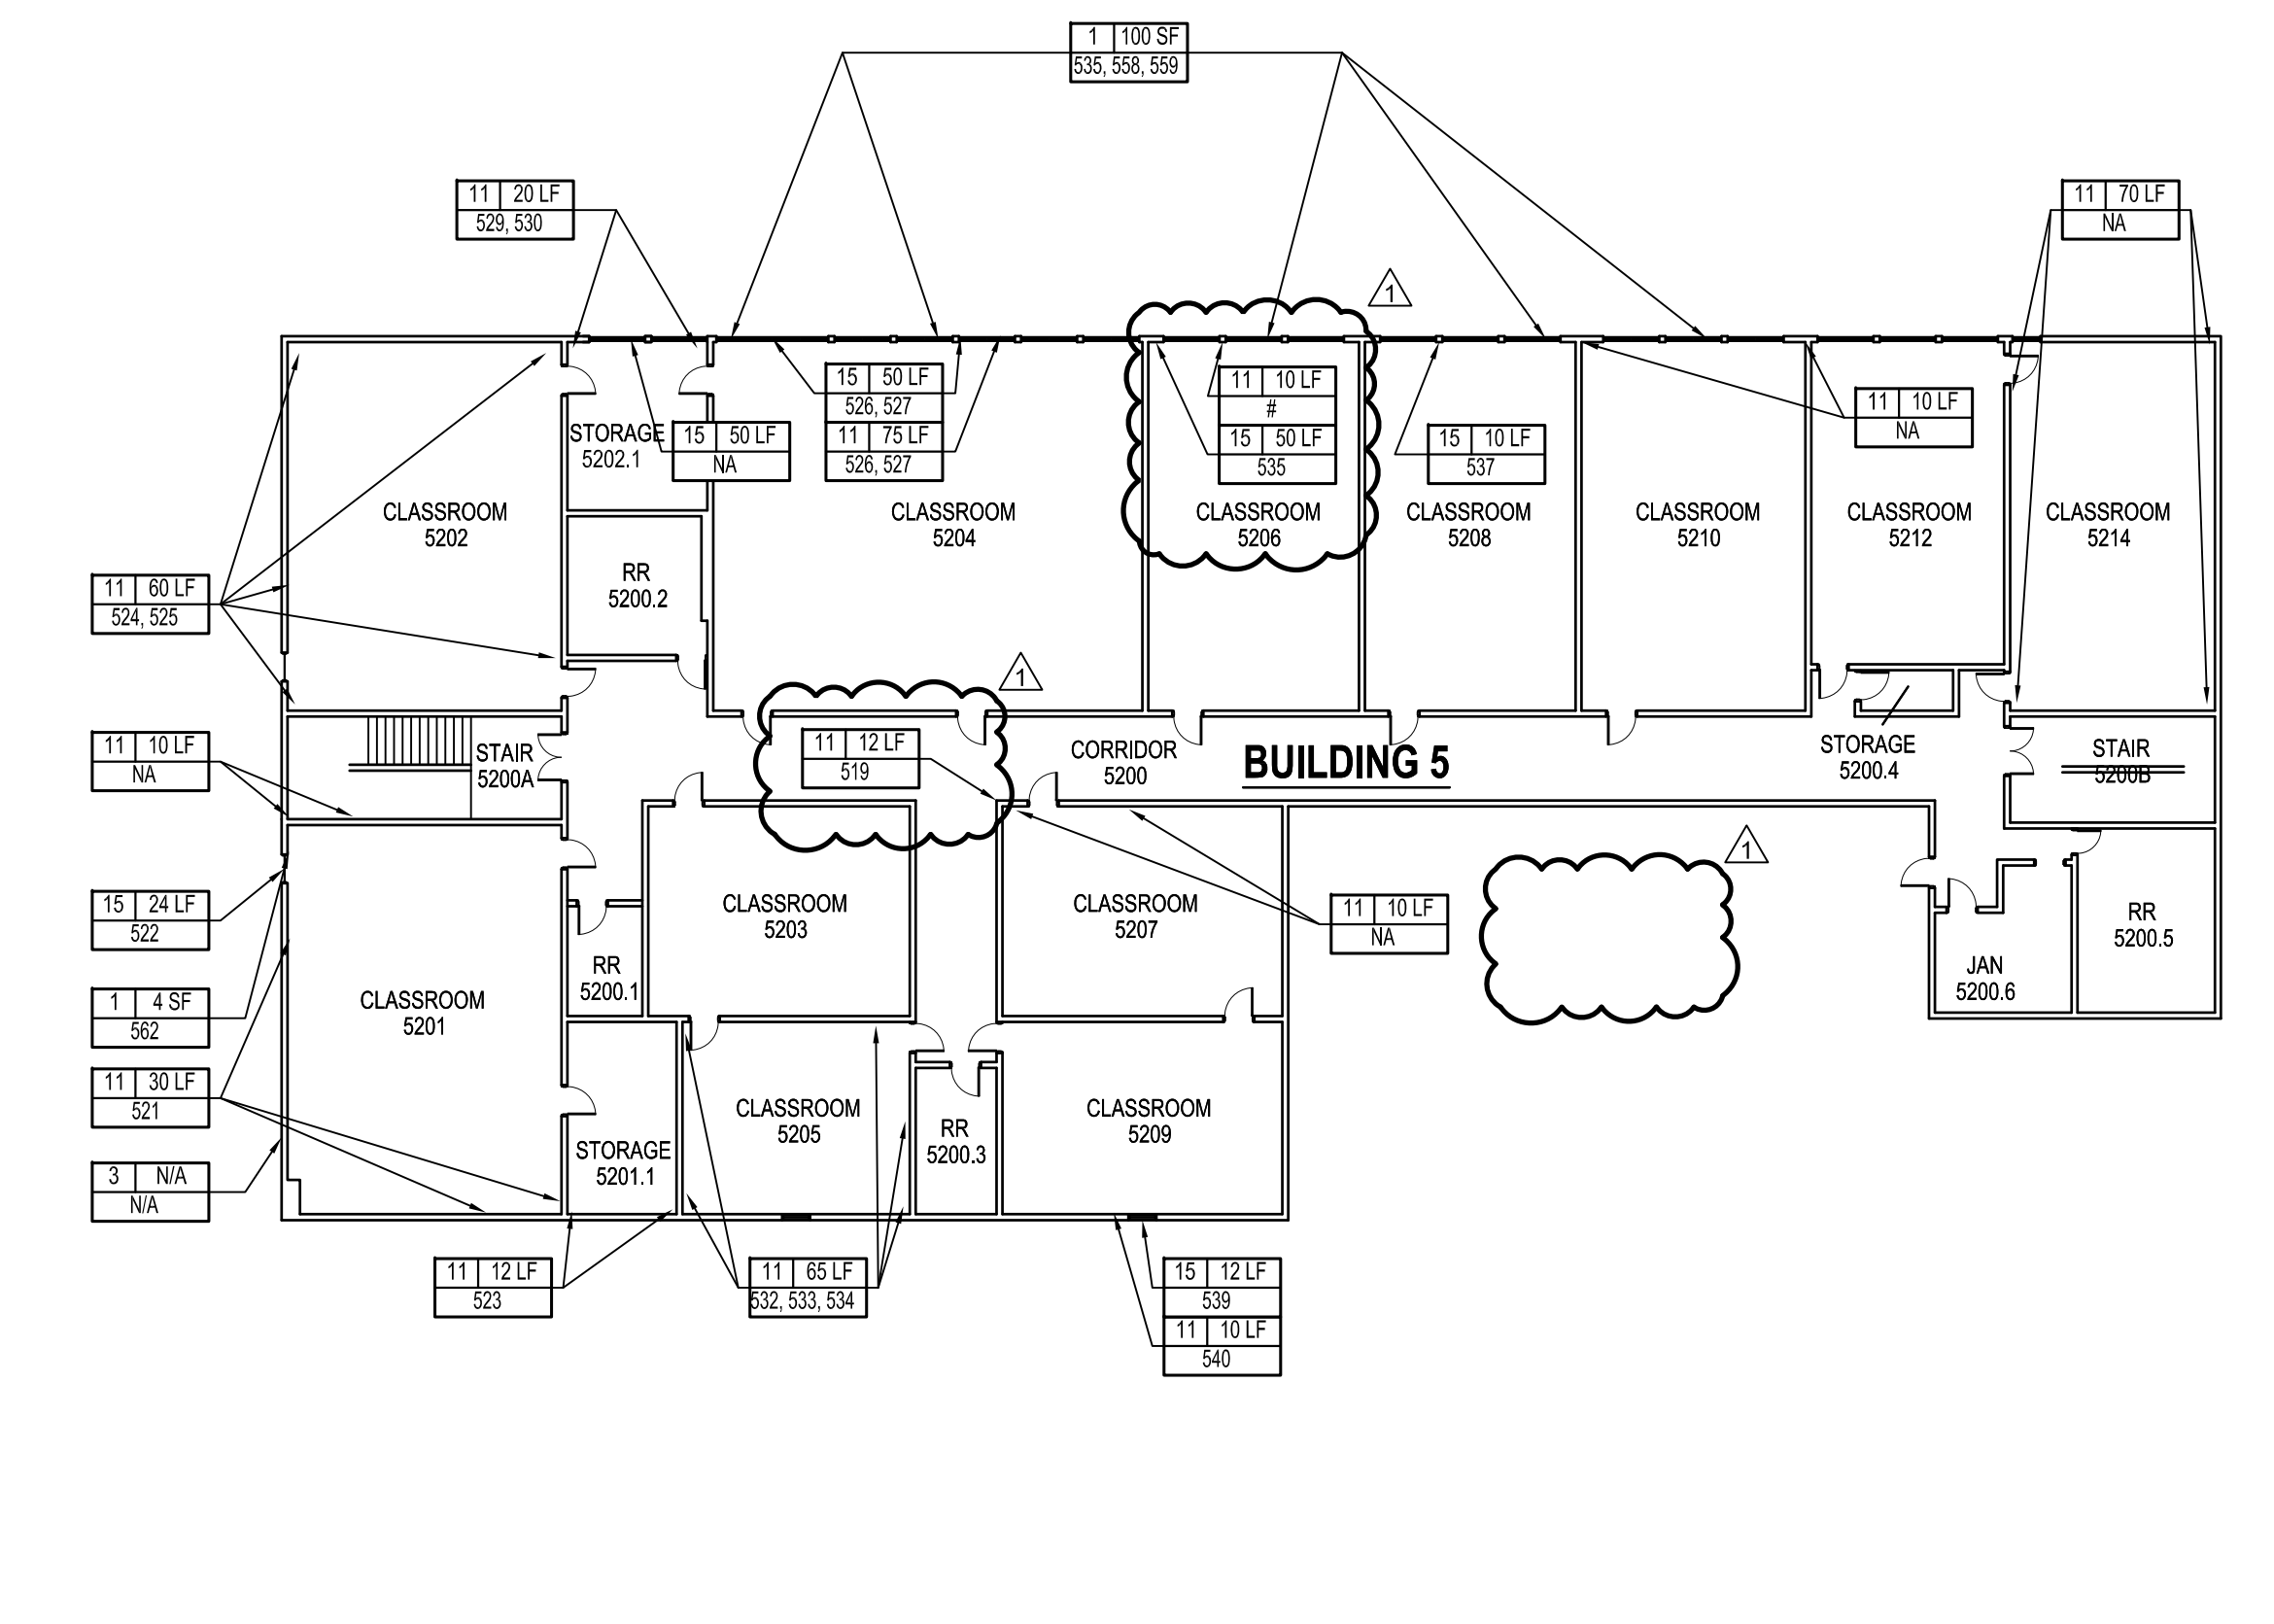 1 100 SF
535, 558, 559
11 20 LF
529, 530
11 70 LF
NA
1
15 50 LF
526, 527
11 75 LF
526, 527
11 10 LF
#
15 50 LF
535
11 10 LF
NA
STORAGE
5202.1
15 50 LF
NA
15 10 LF
537
CLASSROOM
5202
CLASSROOM
5204
CLASSROOM
5206
CLASSROOM
5208
CLASSROOM
5210
CLASSROOM
5212
CLASSROOM
5214
11 60 LF
524, 525
RR
5200.2
1
11 10 LF
NA
STAIR
5200A
11 12 LF
519
CORRIDOR
5200
BUILDING 5
STORAGE
5200.4
STAIR
5200B
1
15 24 LF
522
CLASSROOM
5203
CLASSROOM
5207
11 10 LF
NA
RR
5200.5
RR
5200.1
JAN
5200.6
1 4 SF
562
CLASSROOM
5201
11 30 LF
521
CLASSROOM
5205
CLASSROOM
5209
STORAGE
5201.1
RR
5200.3
3 N/A
N/A
11 12 LF
523
11 65 LF
532, 533, 534
15 12 LF
539
11 10 LF
540